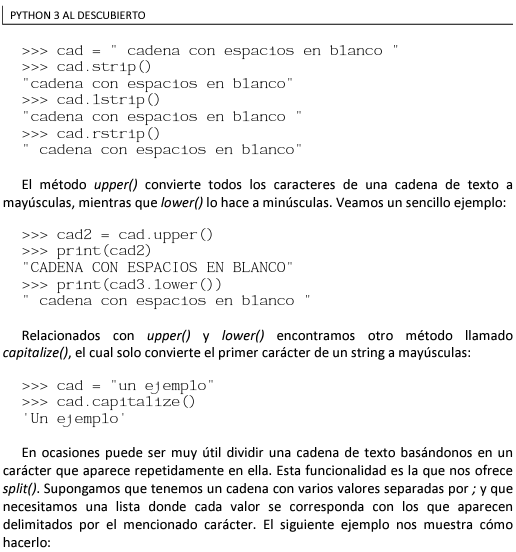 PYTHON 3 AL DESCUBIERTO
>>> cad = " cadena con espacios en blanco "
>>> cad.strip()
"cadena con espacios en blanco"
>>> cad.lstrip()
"cadena con espacios en blanco "
>>> cad.rstrip()
" cadena con espacios en blanco"
El método upper() convierte todos los caracteres de una cadena de texto a
mayúsculas, mientras que lower() lo hace a minúsculas. Veamos un sencillo ejemplo:
>>> cad2 = cad.upper()
>>> print(cad2)
"CADENA CON ESPACIOS EN BLANCO"
>>> print(cad3.lower())
" cadena con espacios en blanco "
Relacionados con upper() y lower() encontramos otro método llamado
capitalize(), el cual solo convierte el primer carácter de un string a mayúsculas:
>>> cad = "un ejemplo"
>>> cad.capitalize()
'Un ejemplo'
En ocasiones puede ser muy útil dividir una cadena de texto basándonos en un
carácter que aparece repetidamente en ella. Esta funcionalidad es la que nos ofrece
split(). Supongamos que tenemos un cadena con varios valores separadas por ; y que
necesitamos una lista donde cada valor se corresponda con los que aparecen
delimitados por el mencionado carácter. El siguiente ejemplo nos muestra cómo
hacerlo: